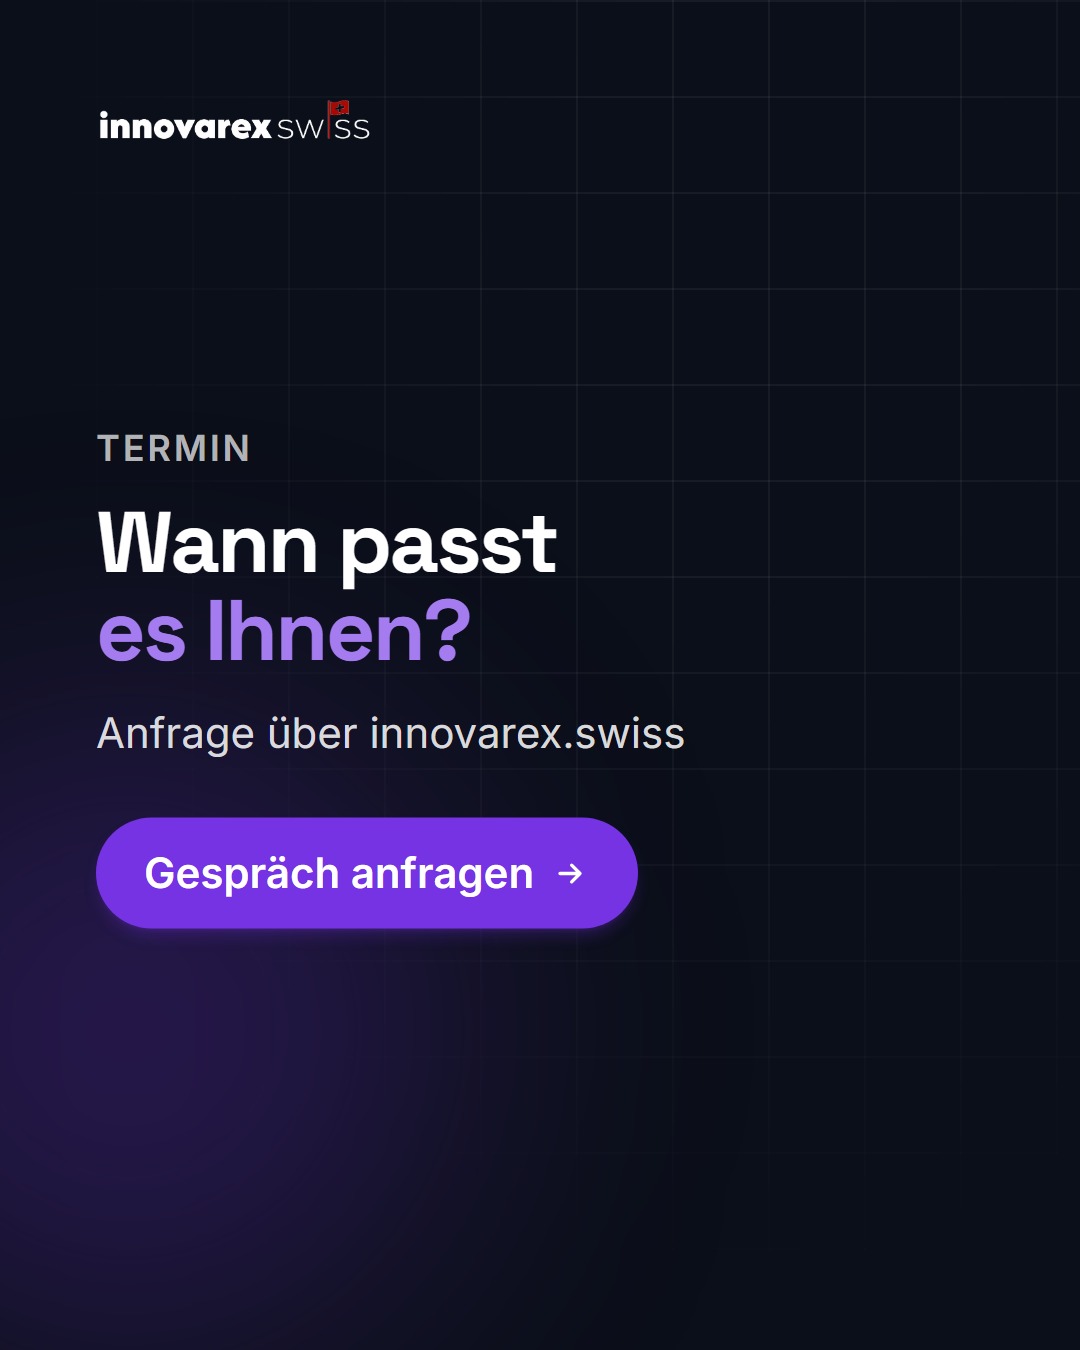 innovarex swiss
TERMIN
Wann passt
es Ihnen?
Anfrage über innovarex.swiss
Gespräch anfragen →